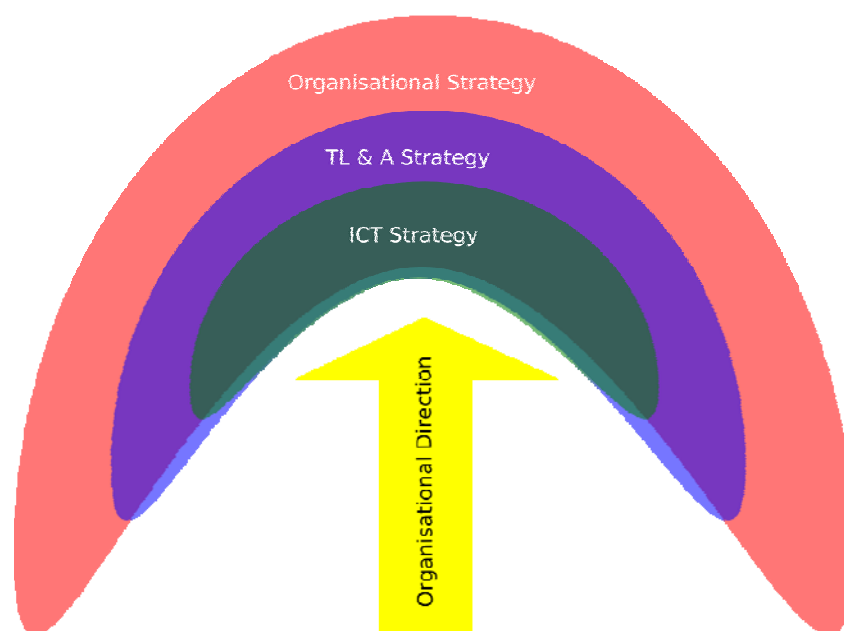 Organisational Strategy
TL & A Strategy
ICT Strategy
Organisational Direction